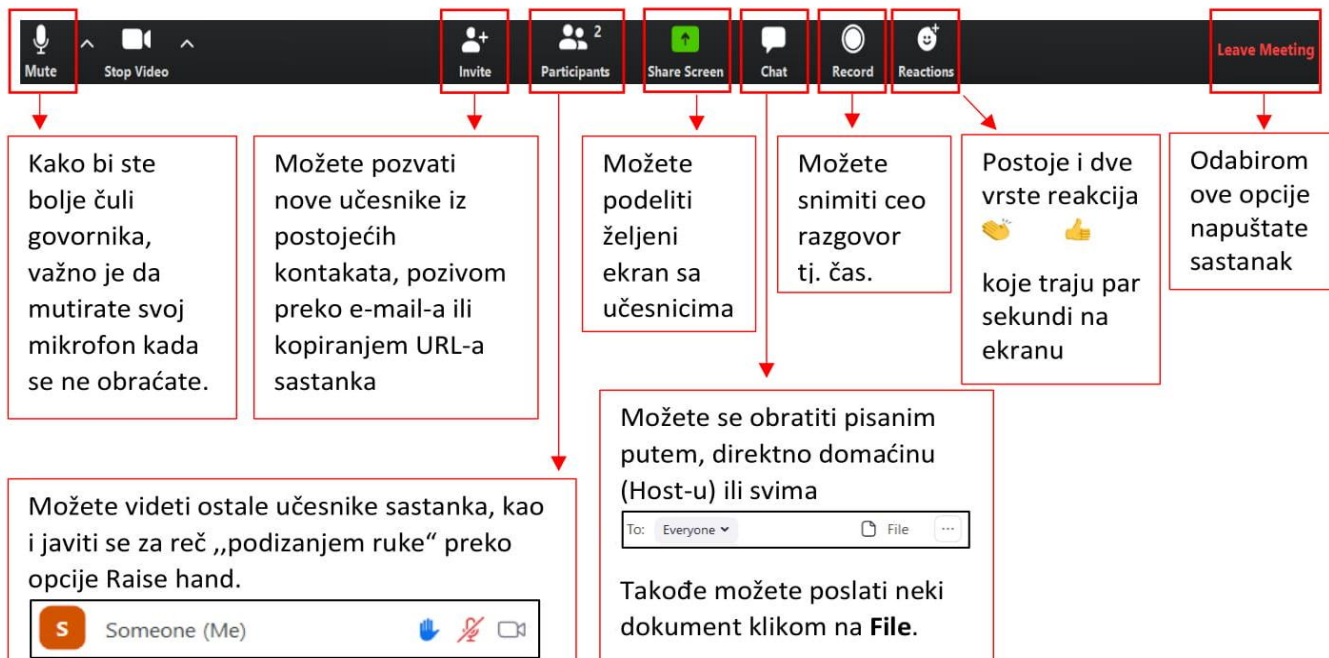 Mute
Stop Video
Invite
Participants
2
Share Screen
Chat
Record
Reactions
Leave Meeting
Kako bi ste
bolje čuli
govornika,
važno je da
mutirate svoj
mikrofon kada
se ne obraćate.
Možete pozvati
nove učesnike iz
postojećih
kontakata, pozivom
preko e-mail-a ili
kopiranjem URL-a
sastanka
Možete
podeliti
željeni
ekran sa
učesnicima
Možete
snimiti ceo
razgovor
tj. čas.
Postoje i dve
vrste reakcija
koje traju par
sekundi na
ekranu
Odabirom
ove opcije
napuštate
sastanak
Možete videti ostale učesnike sastanka, kao
i javiti se za reč ,,podizanjem ruke“ preko
opcije Raise hand.
S Someone (Me)
Možete se obratiti pisanim
putem, direktno domaćinu
(Host-u) ili svima
To: Everyone File ...
Takođe možete poslati neki
dokument klikom na File.